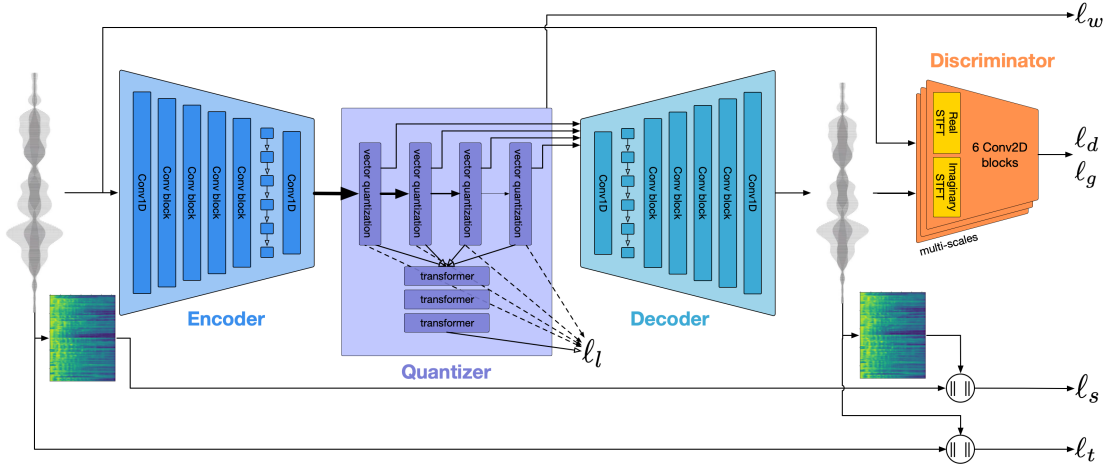 ℓw
Discriminator
Real
STFT
Imaginary
STFT
6 Conv2D
blocks
multi-scales
ℓd
ℓg
Conv1D
Conv block
Conv block
Conv block
Conv block
Conv1D
Encoder
vector quantization
vector quantization
vector quantization
vector quantization
transformer
transformer
transformer
Quantizer
ℓl
Conv1D
Conv block
Conv block
Conv block
Conv block
Conv1D
Decoder
|| ||
ℓs
|| ||
ℓt